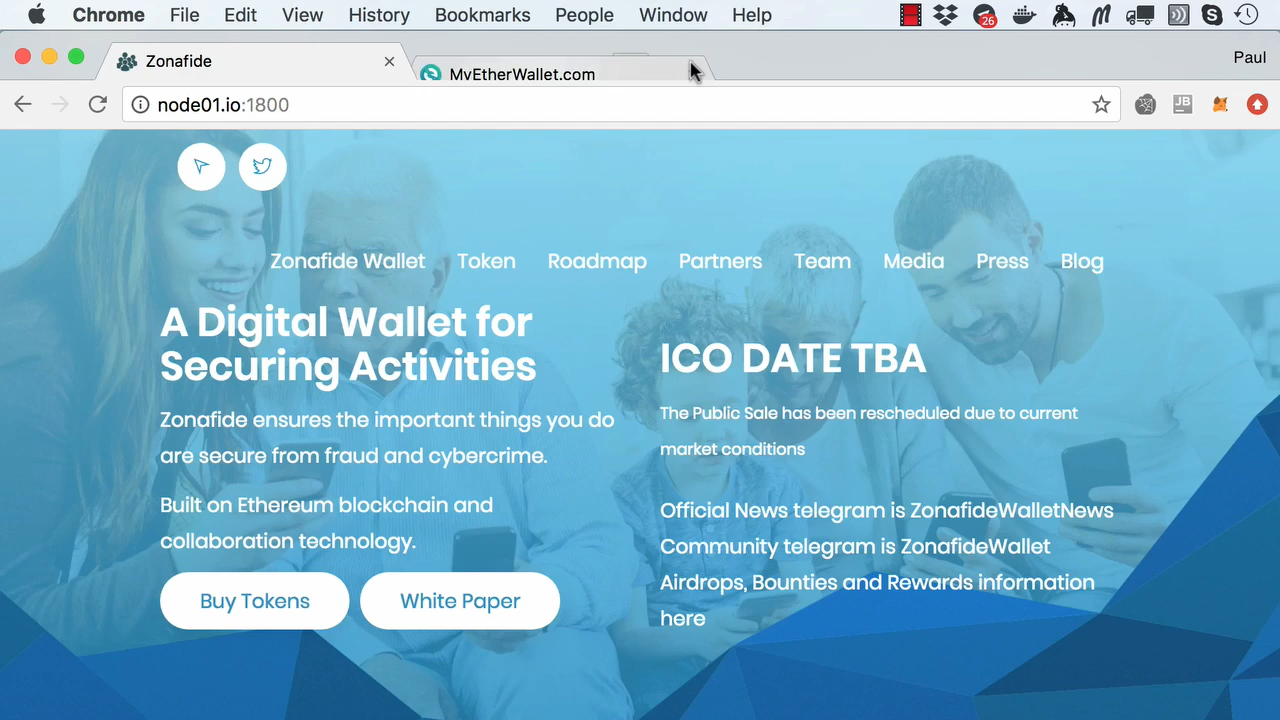 Chrome File Edit View History Bookmarks People Window Help
26
Zonafide
MyEtherWallet.com
Paul
node01.io:1800
JB
Zonafide Wallet Token Roadmap Partners Team Media Press Blog
A Digital Wallet for
Securing Activities
Zonafide ensures the important things you do
are secure from fraud and cybercrime.
Built on Ethereum blockchain and
collaboration technology.
Buy Tokens
White Paper
ICO DATE TBA
The Public Sale has been rescheduled due to current
market conditions
Official News telegram is ZonafideWalletNews
Community telegram is ZonafideWallet
Airdrops, Bounties and Rewards information
here